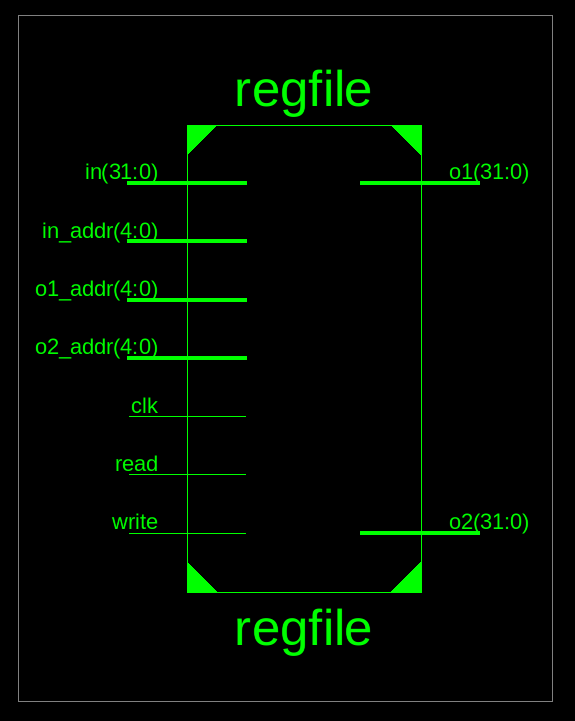 regfile
in(31:0)
o1(31:0)
in_addr(4:0)
o1_addr(4:0)
o2_addr(4:0)
clk
read
write
o2(31:0)
regfile